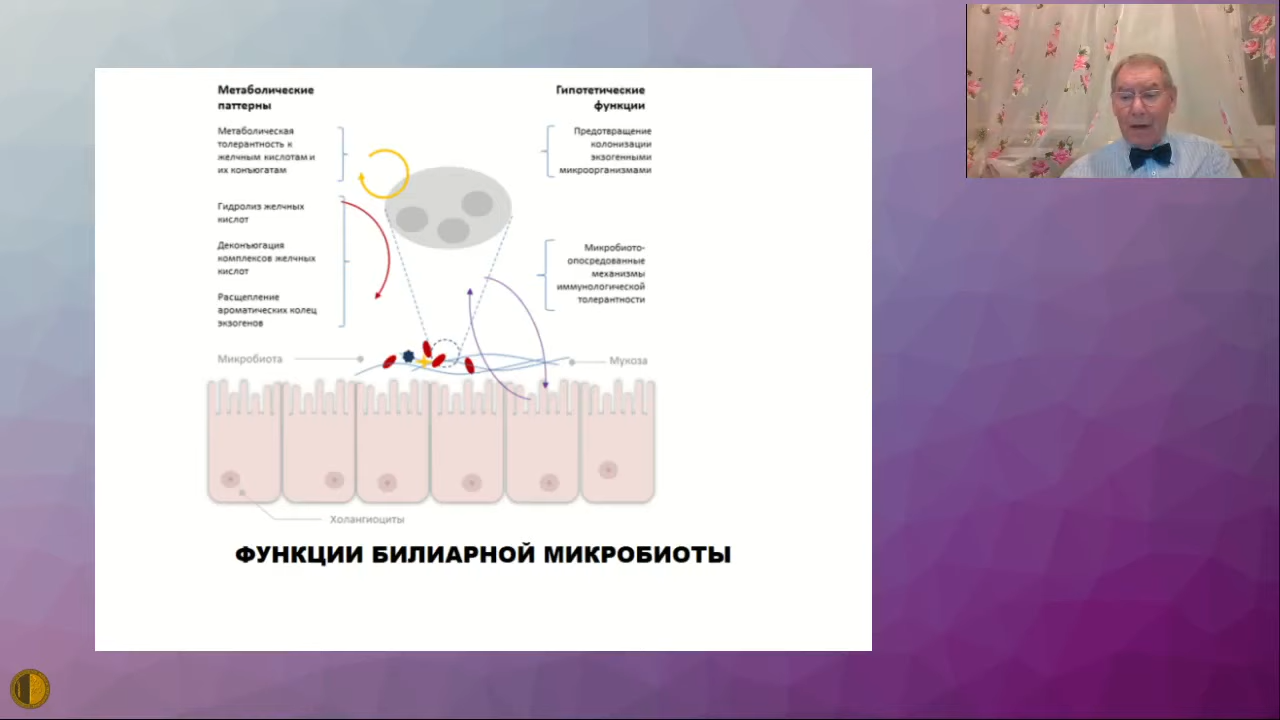 Метаболические
паттерны
Метаболическая
толерантность к
желчным кислотам и
их конъюгатам
Гидролиз желчных
кислот
Деконъюгация
комплексов желчных
кислот
Расщепление
ароматических колец
экзогенов
Гипотетические
функции
Предотвращение
колонизации
экзогенными
микроорганизмами
Микробиото-
опосредованные
механизмы
иммунологической
толерантности
Микробиота
Мукоза
Холангиоциты
ФУНКЦИИ БИЛИАРНОЙ МИКРОБИОТЫ